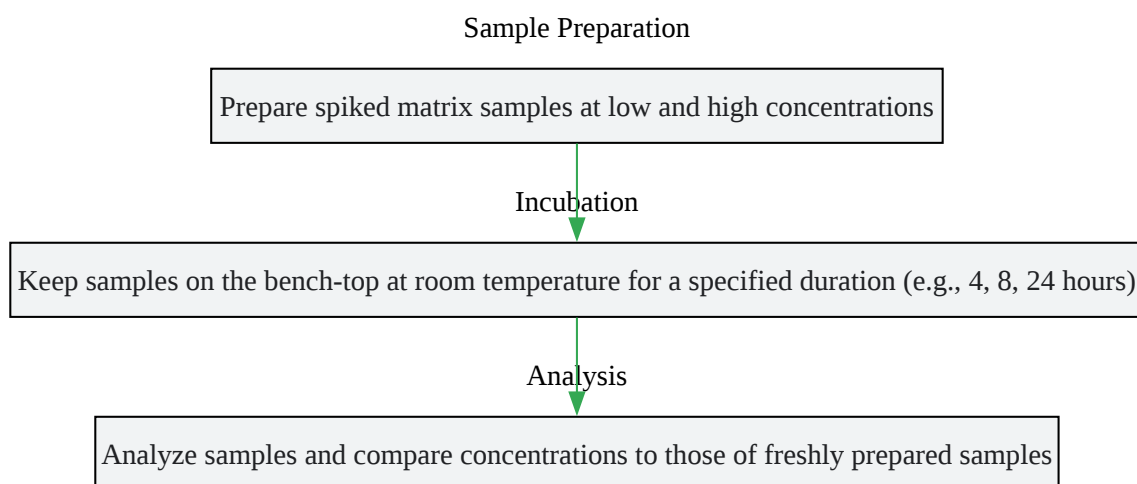 Sample Preparation
Prepare spiked matrix samples at low and high concentrations
Incubation
Keep samples on the bench-top at room temperature for a specified duration (e.g., 4, 8, 24 hours)
Analysis
Analyze samples and compare concentrations to those of freshly prepared samples